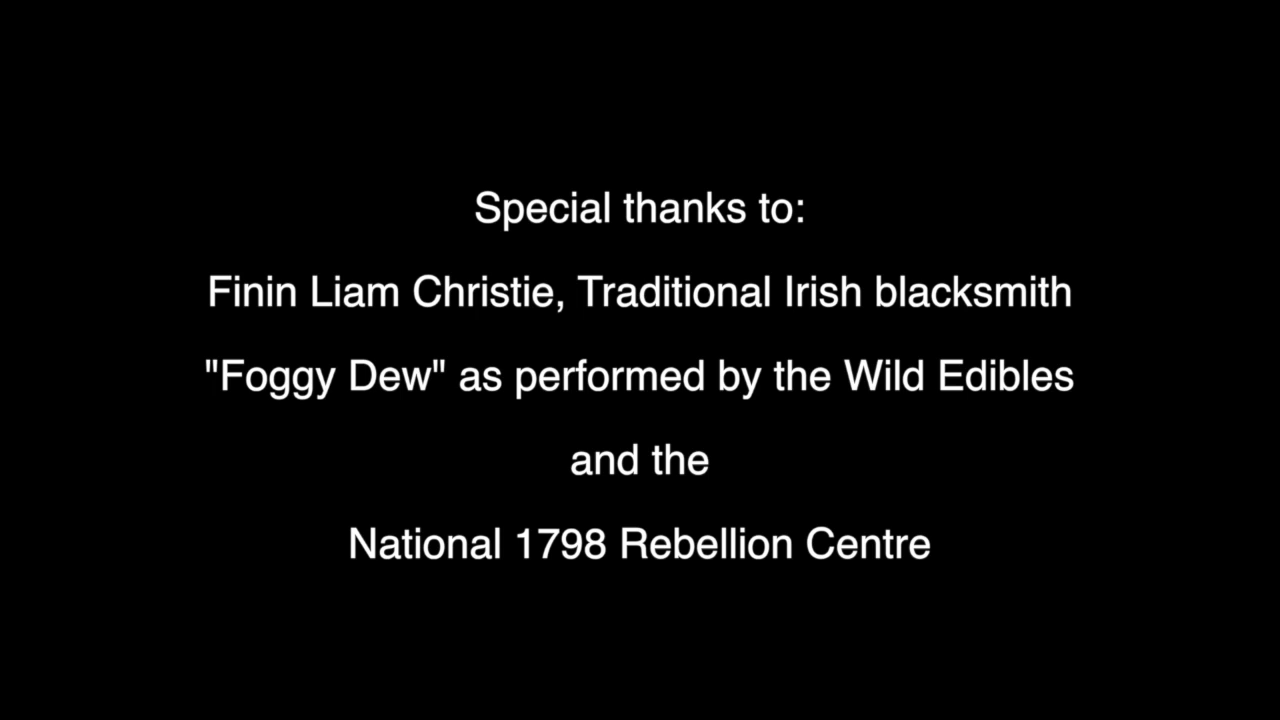 Special thanks to:
Finin Liam Christie, Traditional Irish blacksmith
"Foggy Dew" as performed by the Wild Edibles
and the
National 1798 Rebellion Centre